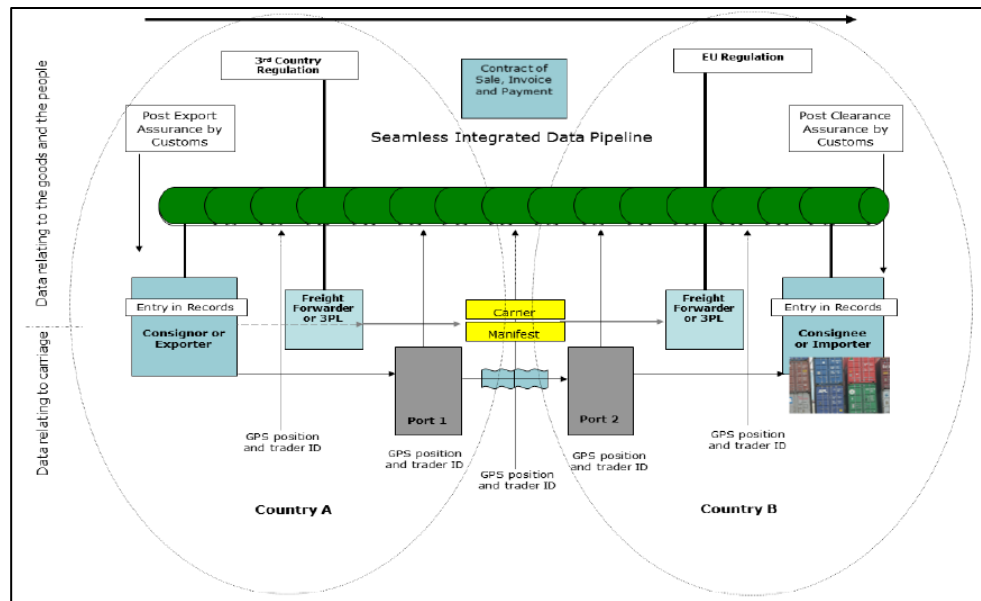 3rd Country
Regulation
EU Regulation
Contract of
Sale, Invoice
and Payment
Post Export
Assurance by
Customs
Post Clearance
Assurance by
Customs
Seamless Integrated Data Pipeline
Data relating to the goods and the people
Data relating to carriage
Entry in Records
Consignor or
Exporter
Freight
Forwarder
or 3PL
Carrier
Manifest
Freight
Forwarder
or 3PL
Entry in Records
Consignee
or Importer
Port 1
Port 2
GPS position
and trader ID
GPS position
and trader ID
GPS position
and trader ID
GPS position
and trader ID
GPS position
and trader ID
Country A
Country B